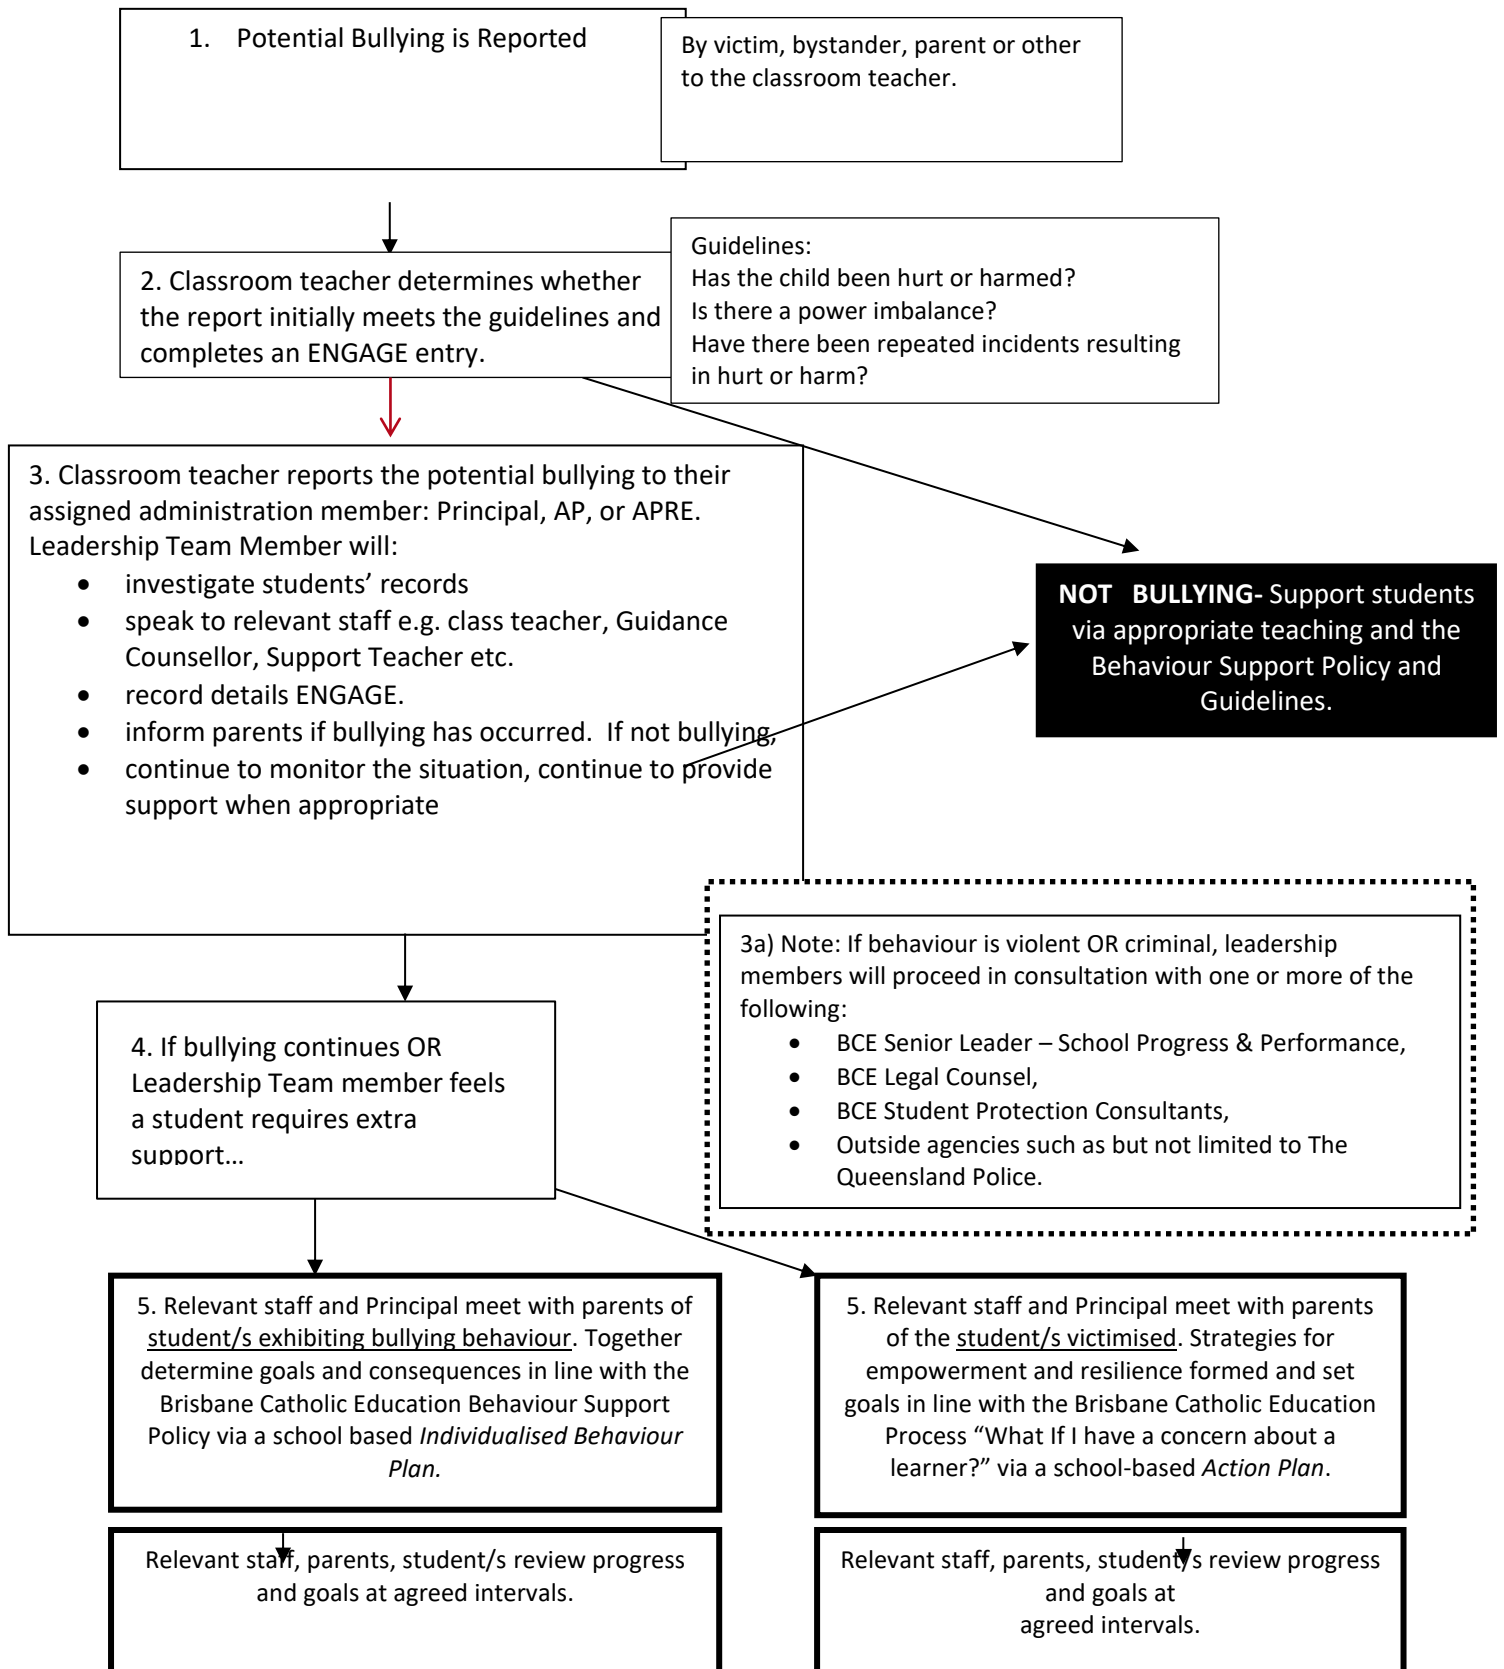 1. Potential Bullying is Reported
By victim, bystander, parent or other
to the classroom teacher.
2. Classroom teacher determines whether
the report initially meets the guidelines and
completes an ENGAGE entry.
Guidelines:
Has the child been hurt or harmed?
Is there a power imbalance?
Have there been repeated incidents resulting
in hurt or harm?
3. Classroom teacher reports the potential bullying to their
assigned administration member: Principal, AP, or APRE.
Leadership Team Member will:
• investigate students’ records
• speak to relevant staff e.g. class teacher, Guidance
Counsellor, Support Teacher etc.
• record details ENGAGE.
• inform parents if bullying has occurred. If not bullying,
• continue to monitor the situation, continue to provide
support when appropriate
NOT BULLYING- Support students
via appropriate teaching and the
Behaviour Support Policy and
Guidelines.
3a) Note: If behaviour is violent OR criminal, leadership
members will proceed in consultation with one or more of the
following:
• BCE Senior Leader – School Progress & Performance,
• BCE Legal Counsel,
• BCE Student Protection Consultants,
• Outside agencies such as but not limited to The
Queensland Police.
4. If bullying continues OR
Leadership Team member feels
a student requires extra
support…
5. Relevant staff and Principal meet with parents of
student/s exhibiting bullying behaviour. Together
determine goals and consequences in line with the
Brisbane Catholic Education Behaviour Support
Policy via a school based Individualised Behaviour
Plan.
5. Relevant staff and Principal meet with parents
of the student/s victimised. Strategies for
empowerment and resilience formed and set
goals in line with the Brisbane Catholic Education
Process “What If I have a concern about a
learner?” via a school-based Action Plan.
Relevant staff, parents, student/s review progress
and goals at agreed intervals.
Relevant staff, parents, student/s review progress
and goals at
agreed intervals.